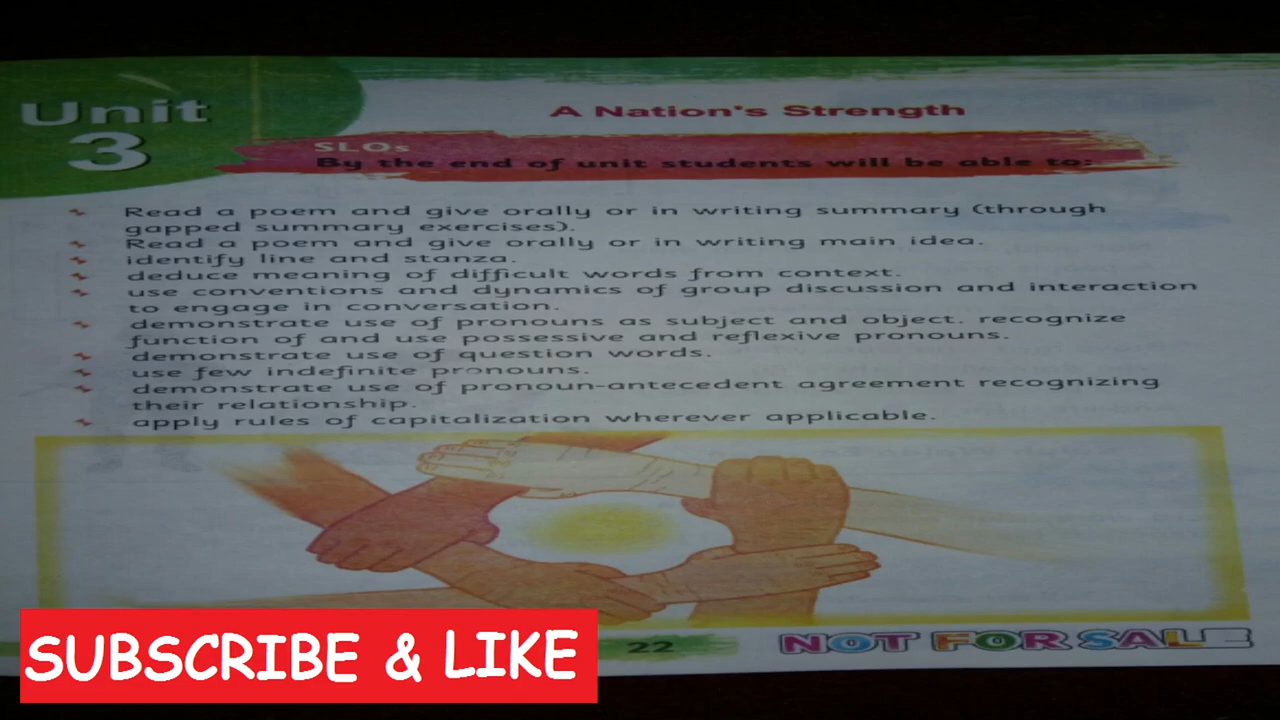 Unit
3
A Nation's Strength
SLOs
By the end of unit students will be able to:
Read a poem and give orally or in writing summary (through
gapped summary exercises).
Read a poem and give orally or in writing main idea.
identify line and stanza.
deduce meaning of difficult words from context.
use conventions and dynamics of group discussion and interaction
to engage in conversation.
demonstrate use of pronouns as subject and object. recognize
function of and use possessive and reflexive pronouns.
demonstrate use of question words.
use few indefinite pronouns.
demonstrate use of pronoun-antecedent agreement recognizing
their relationship.
apply rules of capitalization wherever applicable.
22
NOT FOR SALE
SUBSCRIBE & LIKE